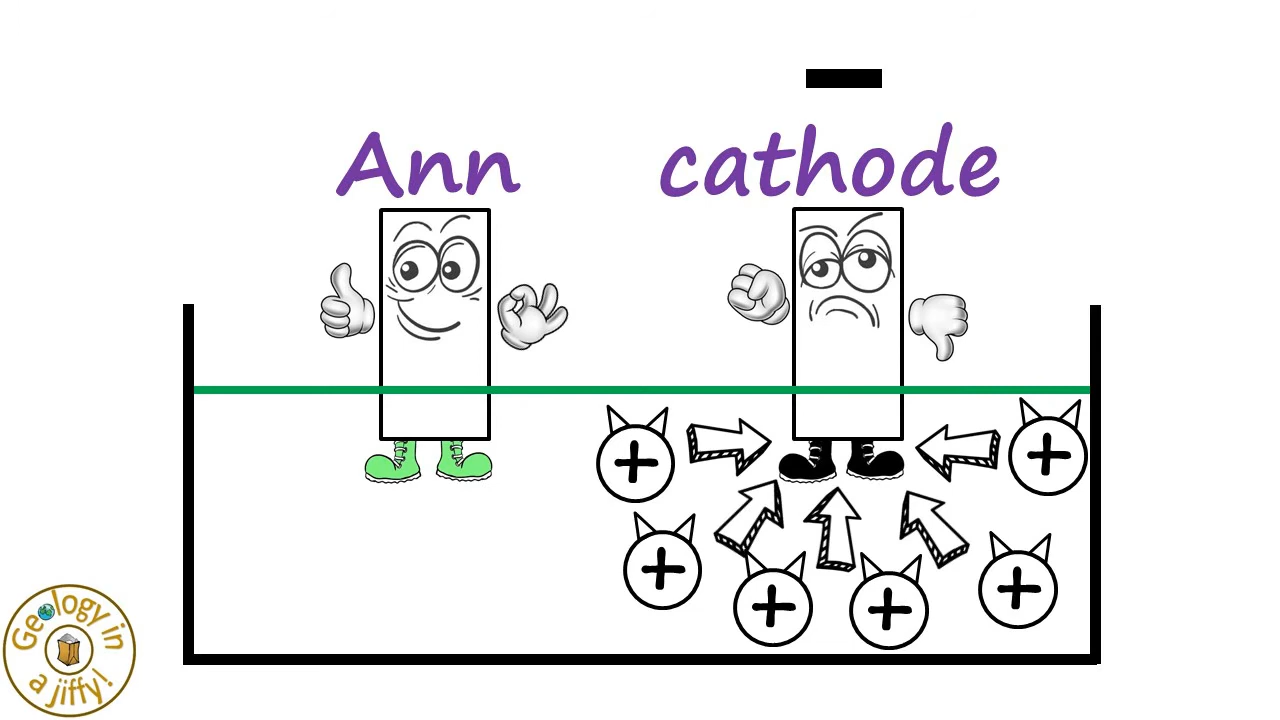 Ann cathode
+ +
+ + + + +
Geology in
a jiffy!